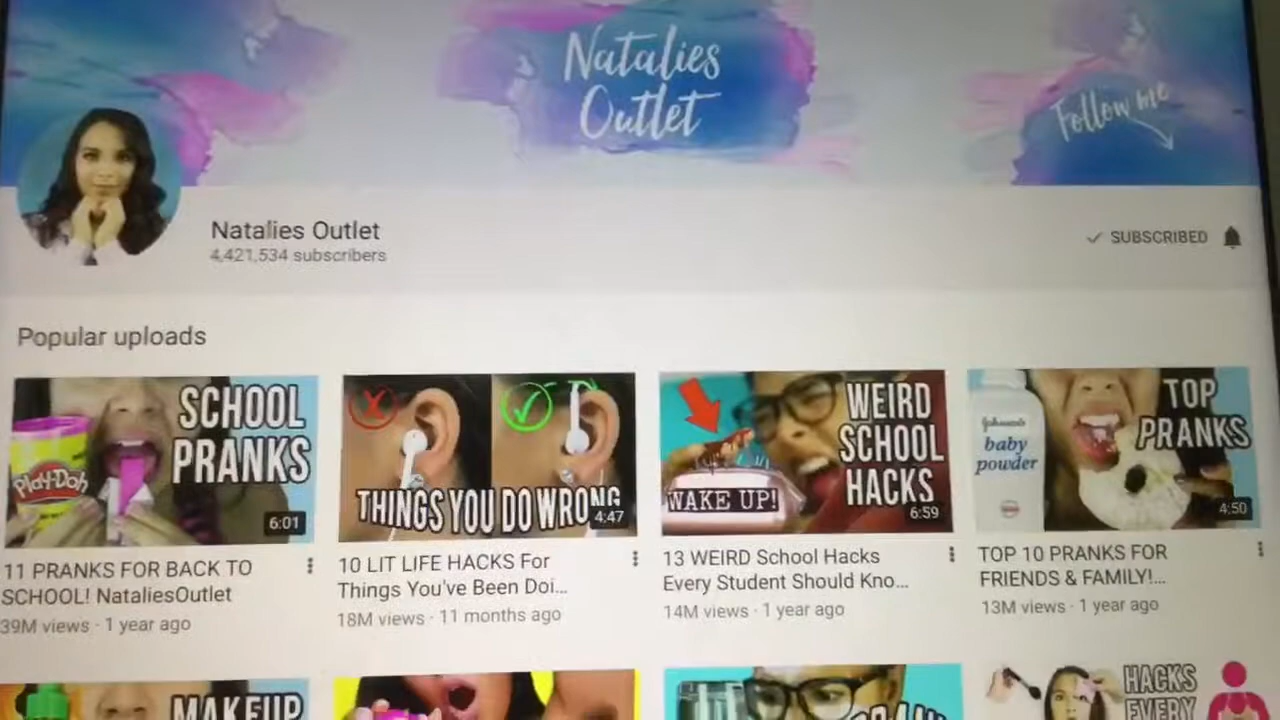 Natalies
Outlet
Follow me
Natalies Outlet
4,421,534 subscribers
SUBSCRIBED
Popular uploads
SCHOOL
PRANKS
Play-Doh
6:01
THINGS YOU DO WRONG
4:47
WEIRD
SCHOOL
HACKS
WAKE UP!
6:59
TOP
PRANKS
Johnson's
baby
powder
4:50
11 PRANKS FOR BACK TO
SCHOOL! NataliesOutlet
39M views · 1 year ago
10 LIT LIFE HACKS For
Things You've Been Doi...
18M views · 11 months ago
13 WEIRD School Hacks
Every Student Should Kno...
14M views · 1 year ago
TOP 10 PRANKS FOR
FRIENDS & FAMILY!...
13M views · 1 year ago
MAKEUP
HACKS
EVERY